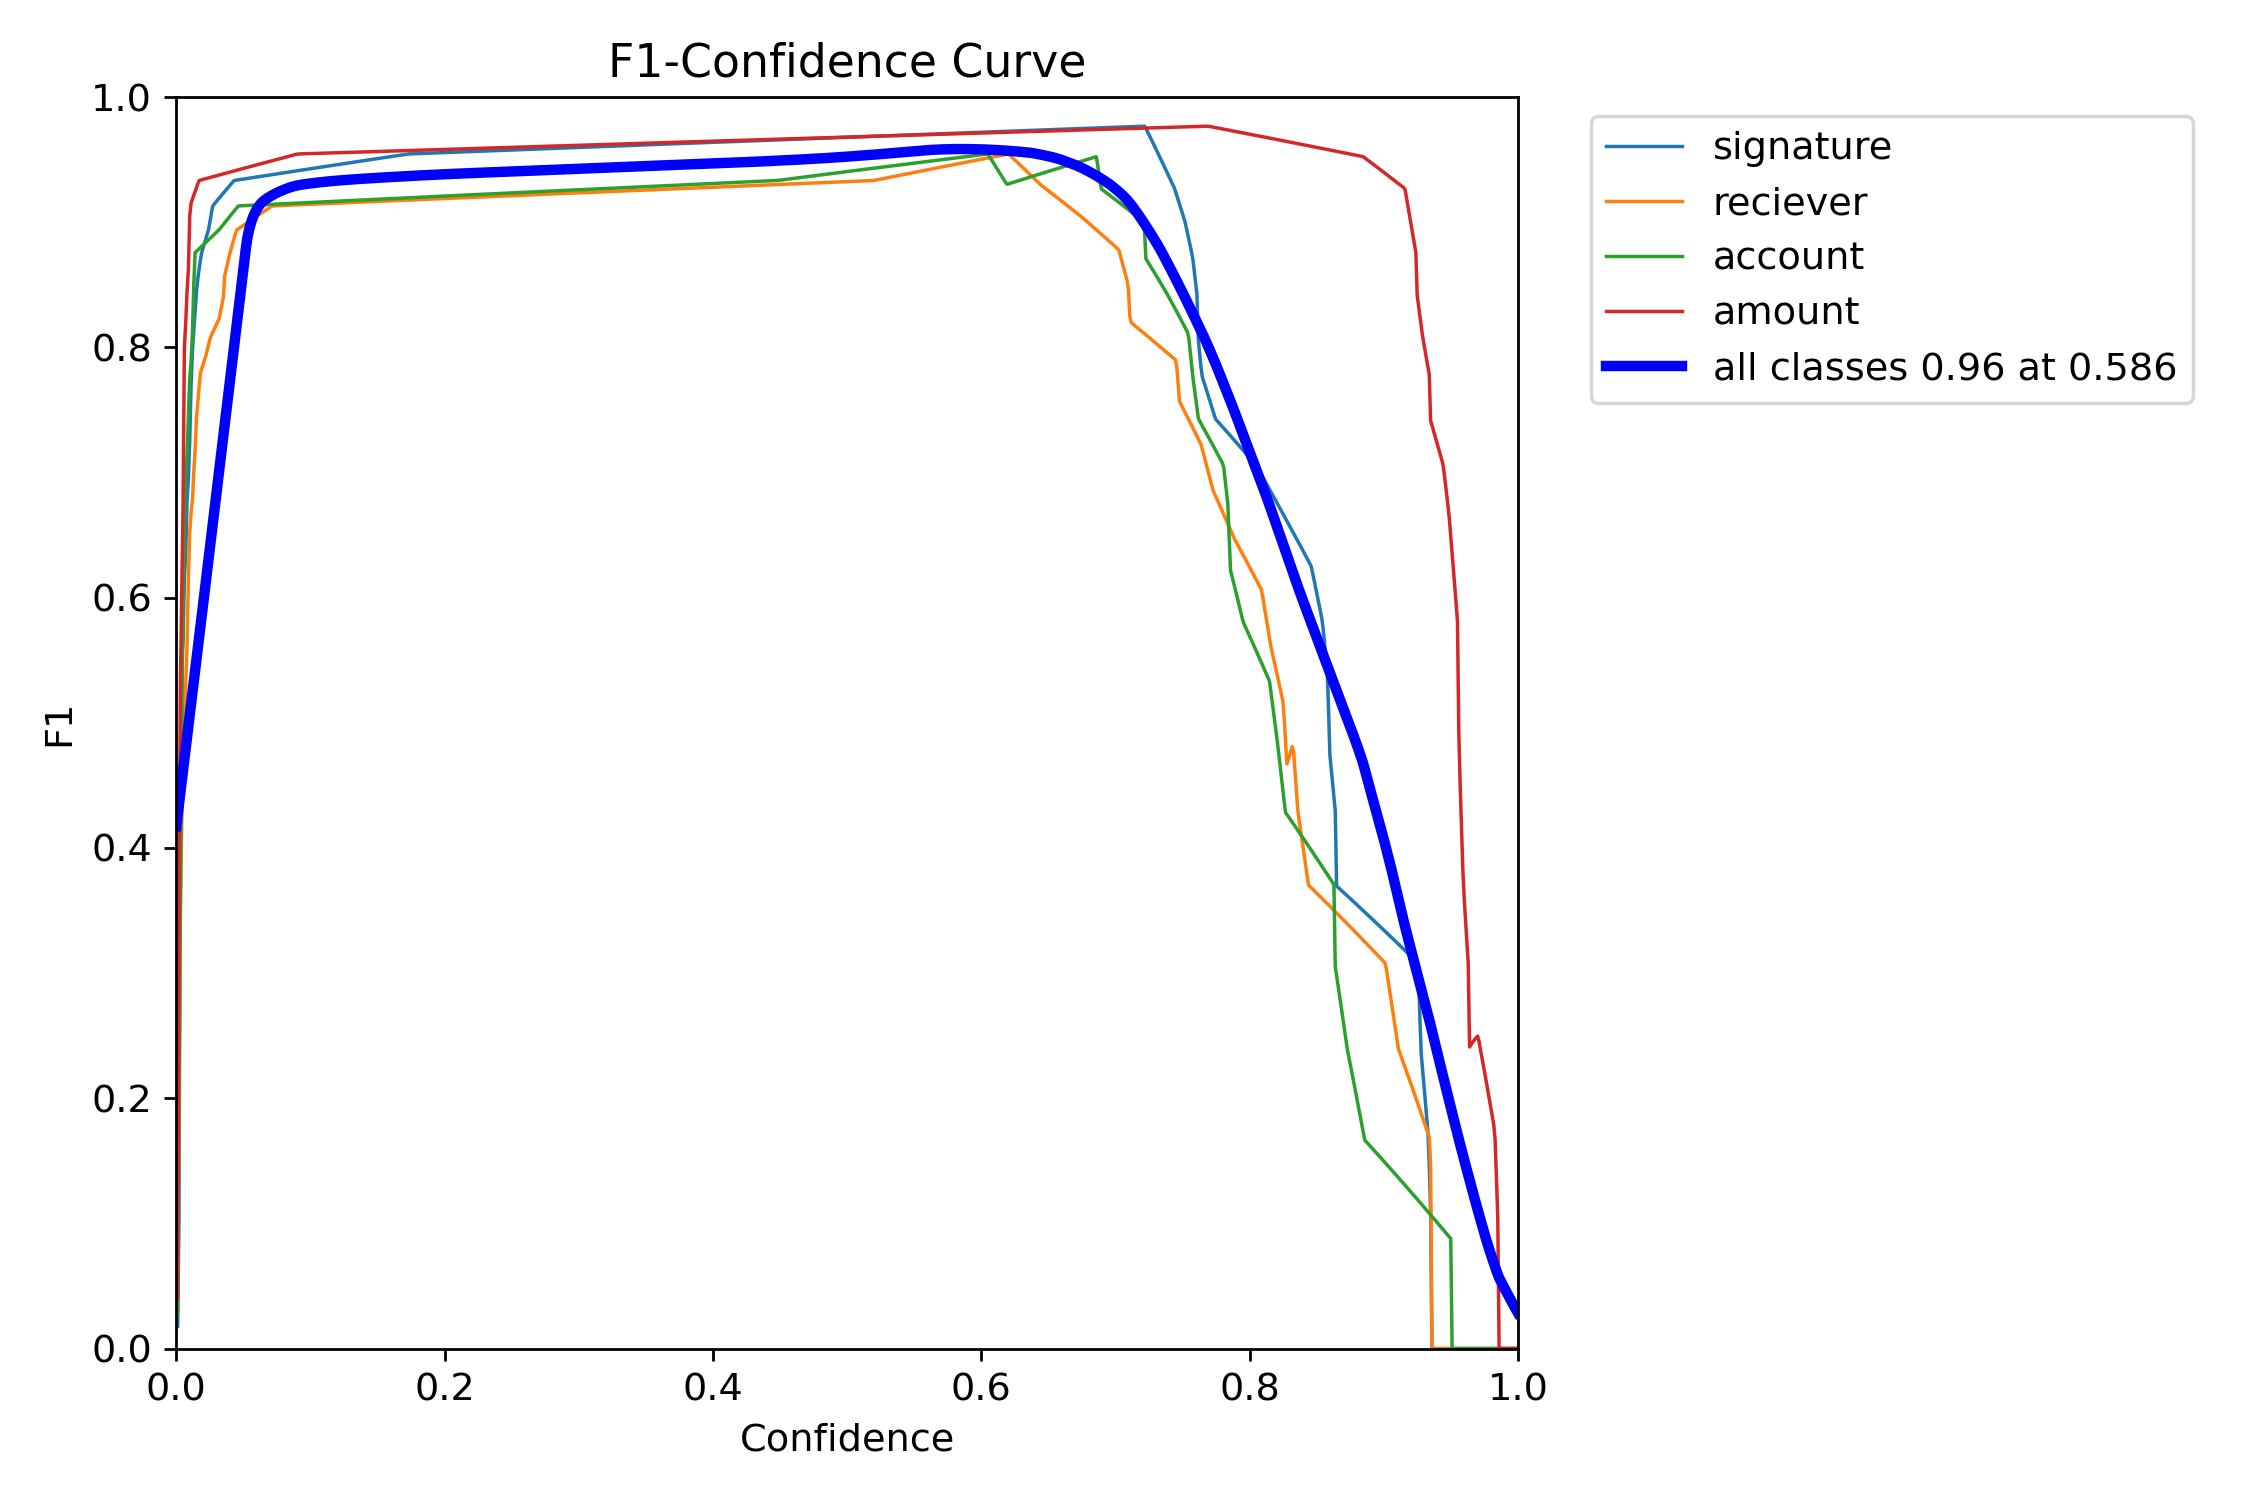 F1-Confidence Curve
signature
reciever
account
amount
all classes 0.96 at 0.586
F1
1.0
0.8
0.6
0.4
0.2
0.0
0.0 0.2 0.4 0.6 0.8 1.0
Confidence